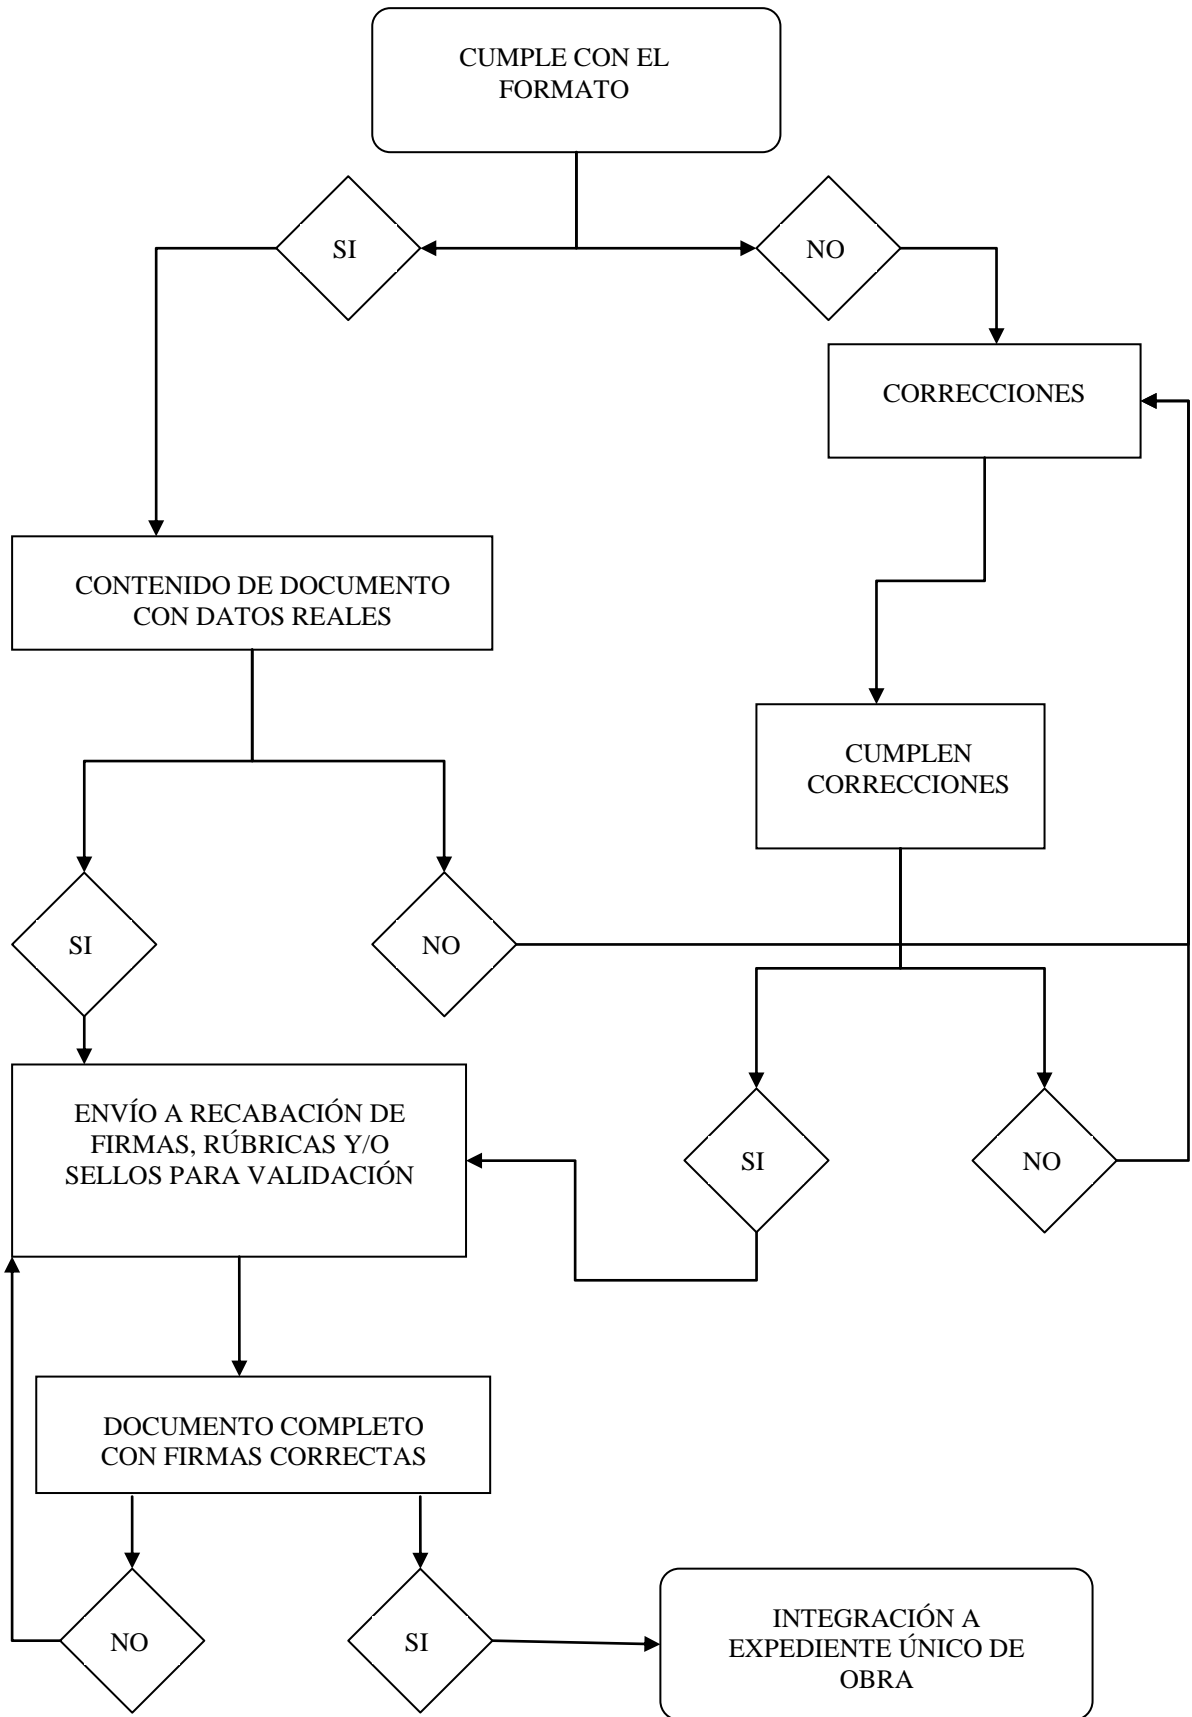 CUMPLE CON EL
FORMATO
SI
NO
CORRECCIONES
CONTENIDO DE DOCUMENTO
CON DATOS REALES
CUMPLEN
CORRECCIONES
SI
NO
ENVÍO A RECABACIÓN DE
FIRMAS, RÚBRICAS Y/O
SELLOS PARA VALIDACIÓN
SI
NO
DOCUMENTO COMPLETO
CON FIRMAS CORRECTAS
NO
SI
INTEGRACIÓN A
EXPEDIENTE ÚNICO DE
OBRA